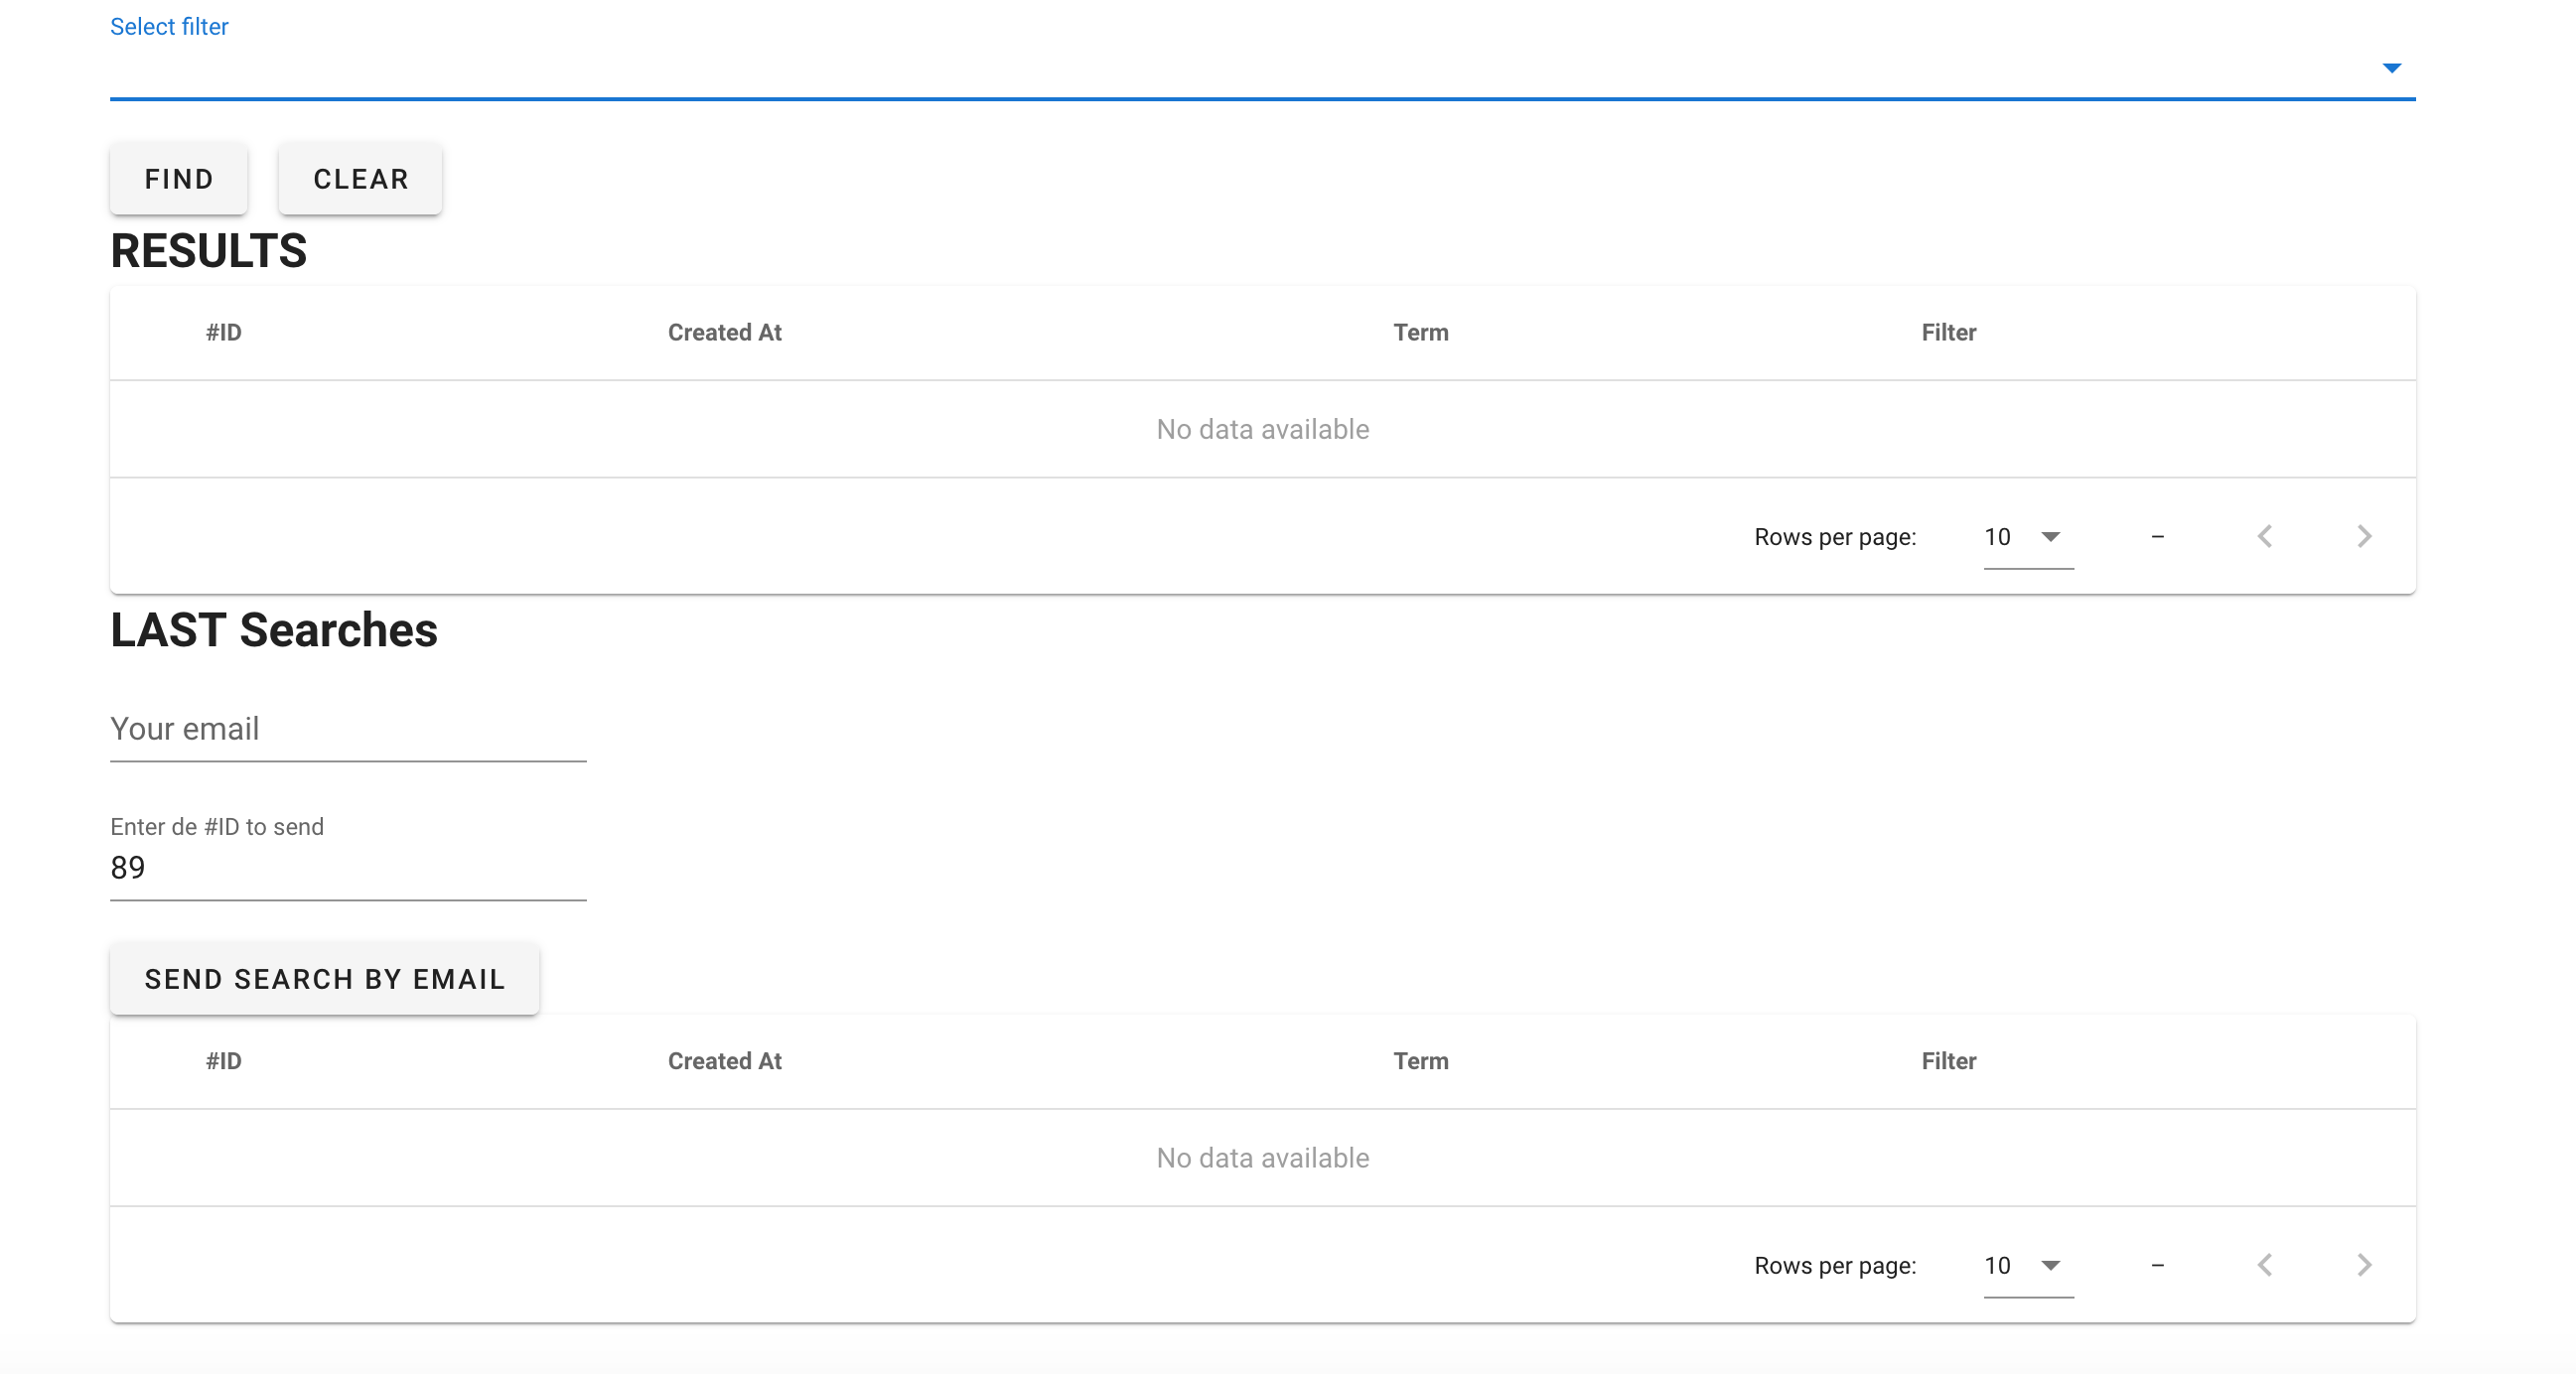 Select filter
FIND CLEAR
RESULTS
#ID Created At Term Filter
No data available
Rows per page: 10 –
LAST Searches
Your email
Enter de #ID to send
89
SEND SEARCH BY EMAIL
#ID Created At Term Filter
No data available
Rows per page: 10 –